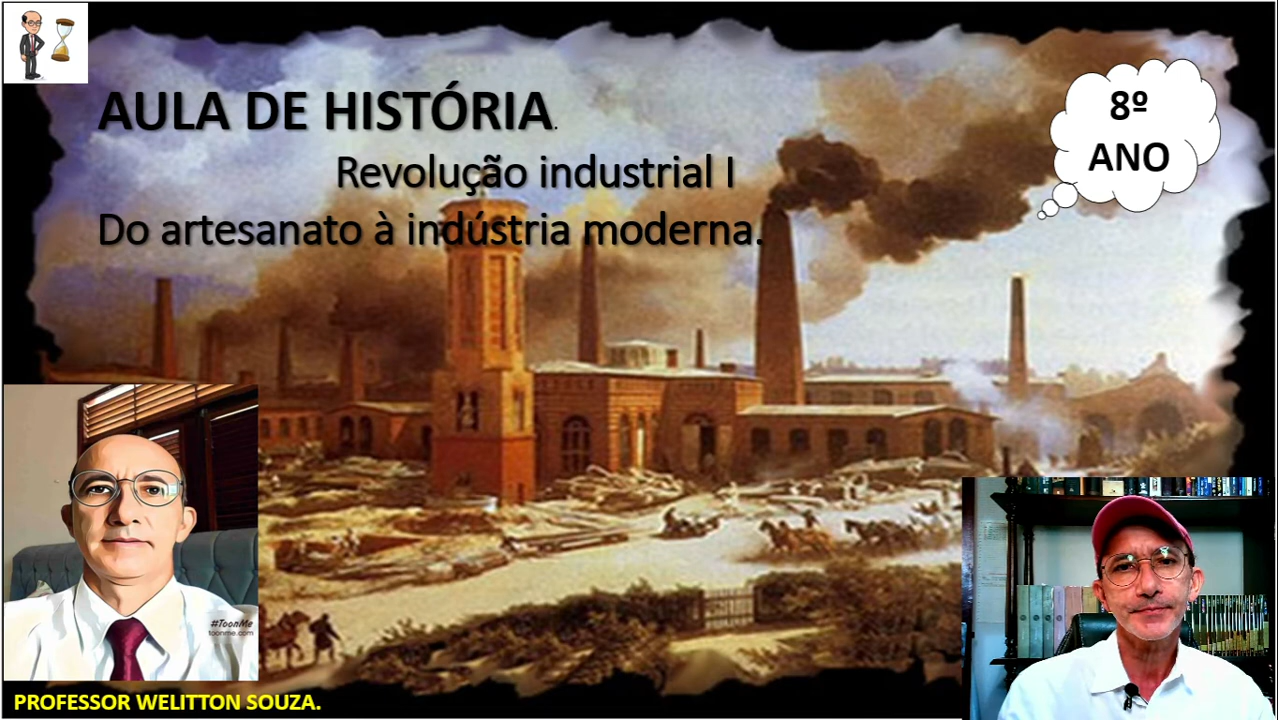 AULA DE HISTÓRIA.
Revolução industrial I
Do artesanato à indústria moderna.
8º
ANO
#ToonMe
toonme.com
PROFESSOR WELITTON SOUZA.